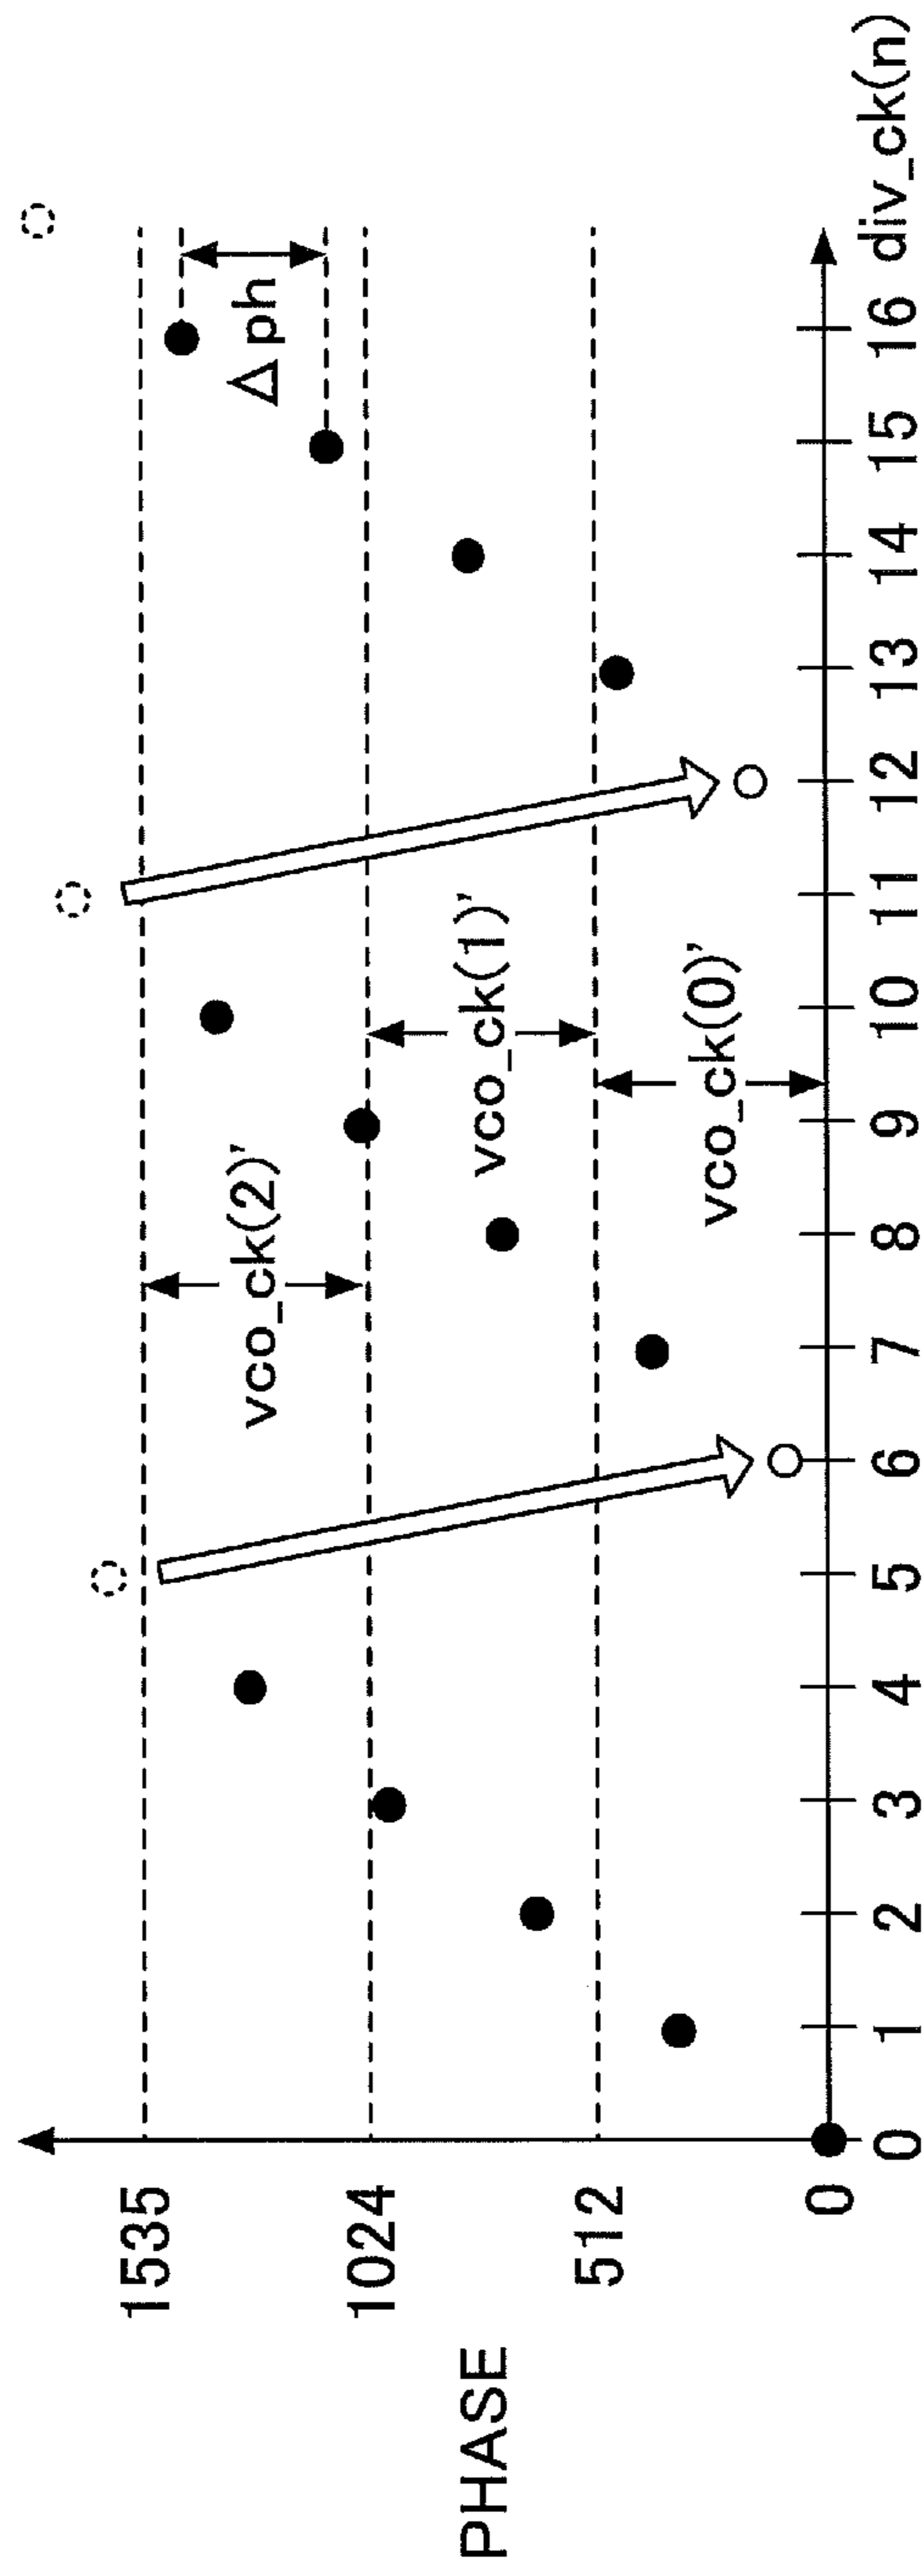 PHASE
1535
1024
512
0
vco_ck(2)'
vco_ck(1)'
vco_ck(0)'
Δph
0 1 2 3 4 5 6 7 8 9 10 11 12 13 14 15 16 div_ck(n)